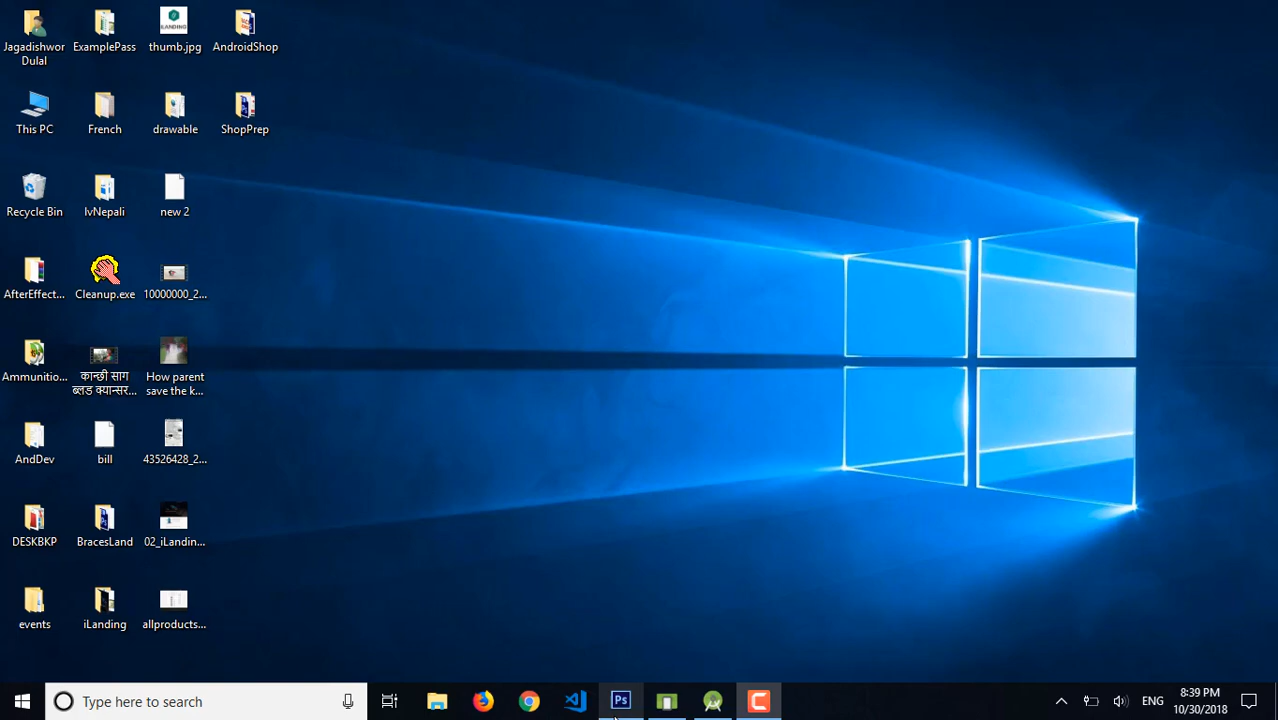 Jagadishwor
Dulal
ExamplePass
thumb.jpg
AndroidShop
This PC
French
drawable
ShopPrep
Recycle Bin
IvNepali
new 2
AfterEffect...
Cleanup.exe
10000000_2...
Ammunitio...
कान्छी साग
ब्लड क्यान्सर...
How parent
save the k...
AndDev
bill
43526428_2...
DESKBKP
BracesLand
02_iLandin...
events
iLanding
allproducts...
Type here to search
Ps
ENG
8:39 PM
10/30/2018